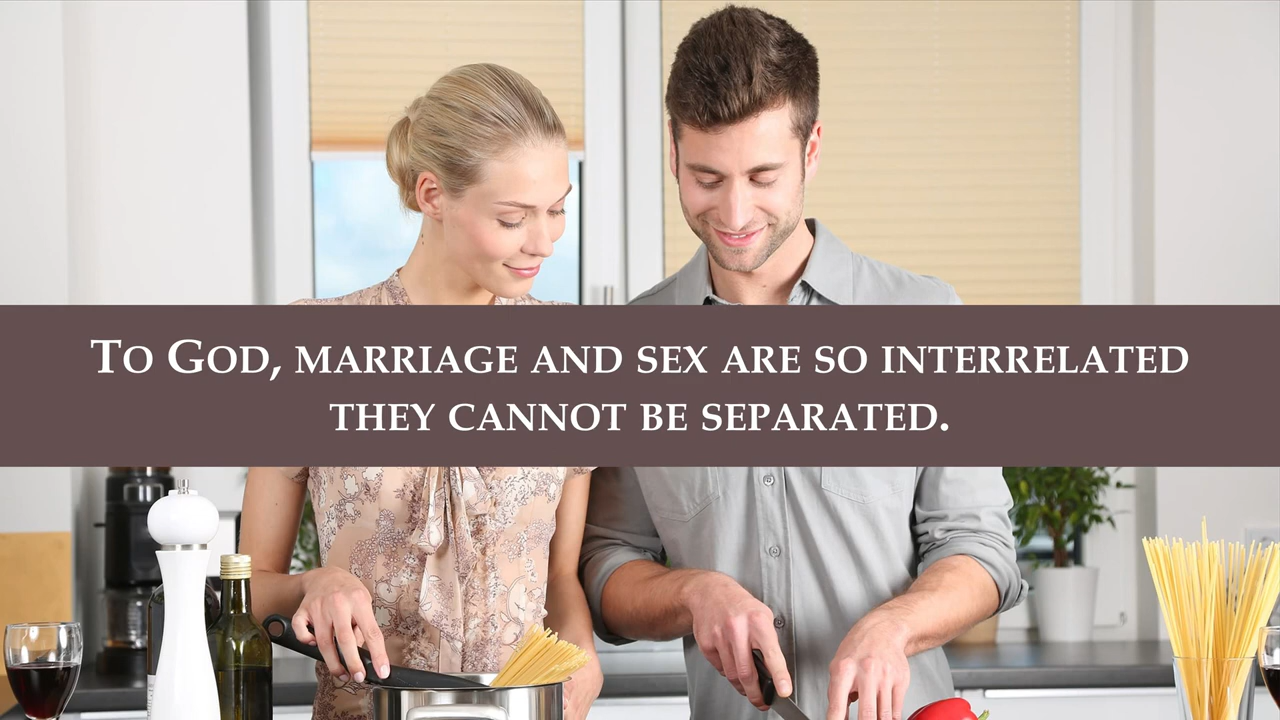 To God, marriage and sex are so interrelated
they cannot be separated.